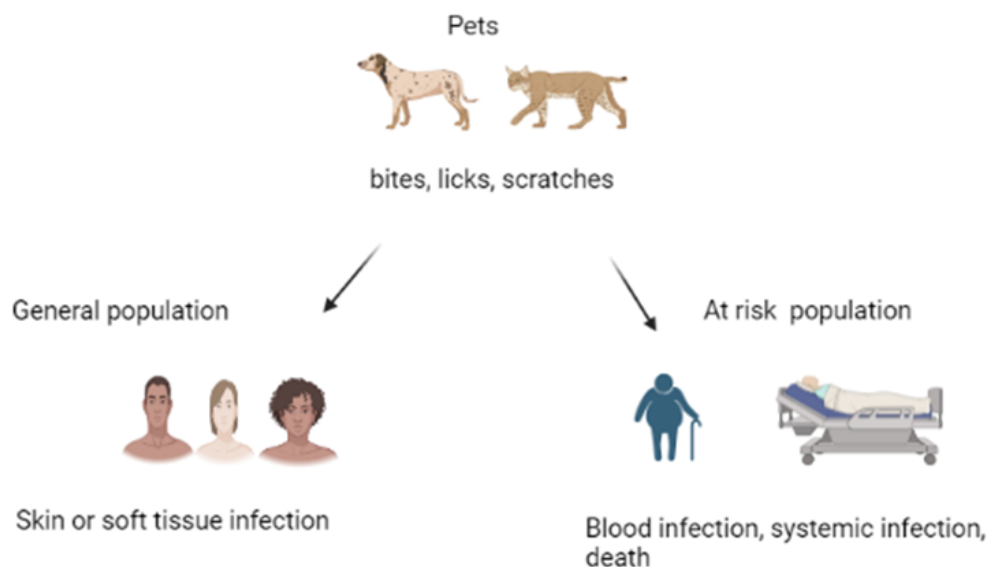 Pets
bites, licks, scratches
General population
At risk population
Skin or soft tissue infection
Blood infection, systemic infection,
death